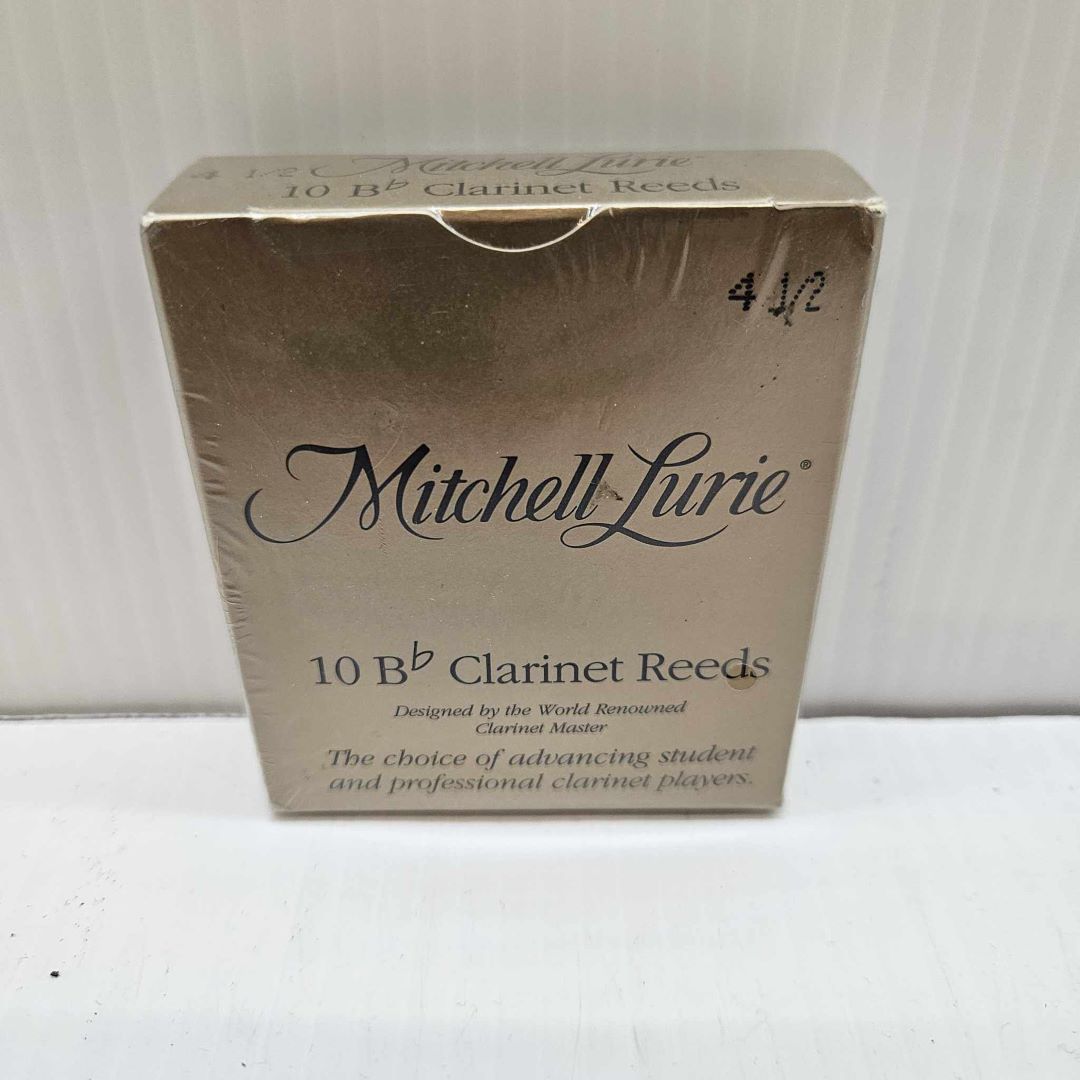 4 1/2 Mitchell Lurie
10 B♭ Clarinet Reeds
4 1/2
Mitchell Lurie®
10 B♭ Clarinet Reeds
Designed by the World Renowned
Clarinet Master
The choice of advancing student
and professional clarinet players.